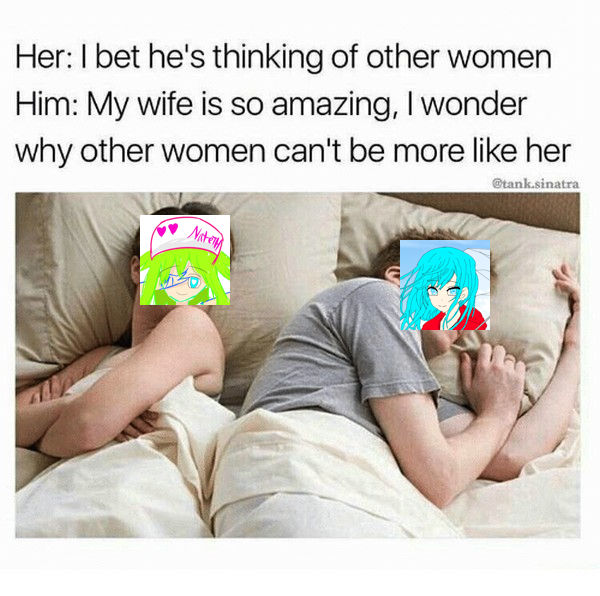 Her: I bet he's thinking of other women
Him: My wife is so amazing, I wonder
why other women can't be more like her
@tank.sinatra